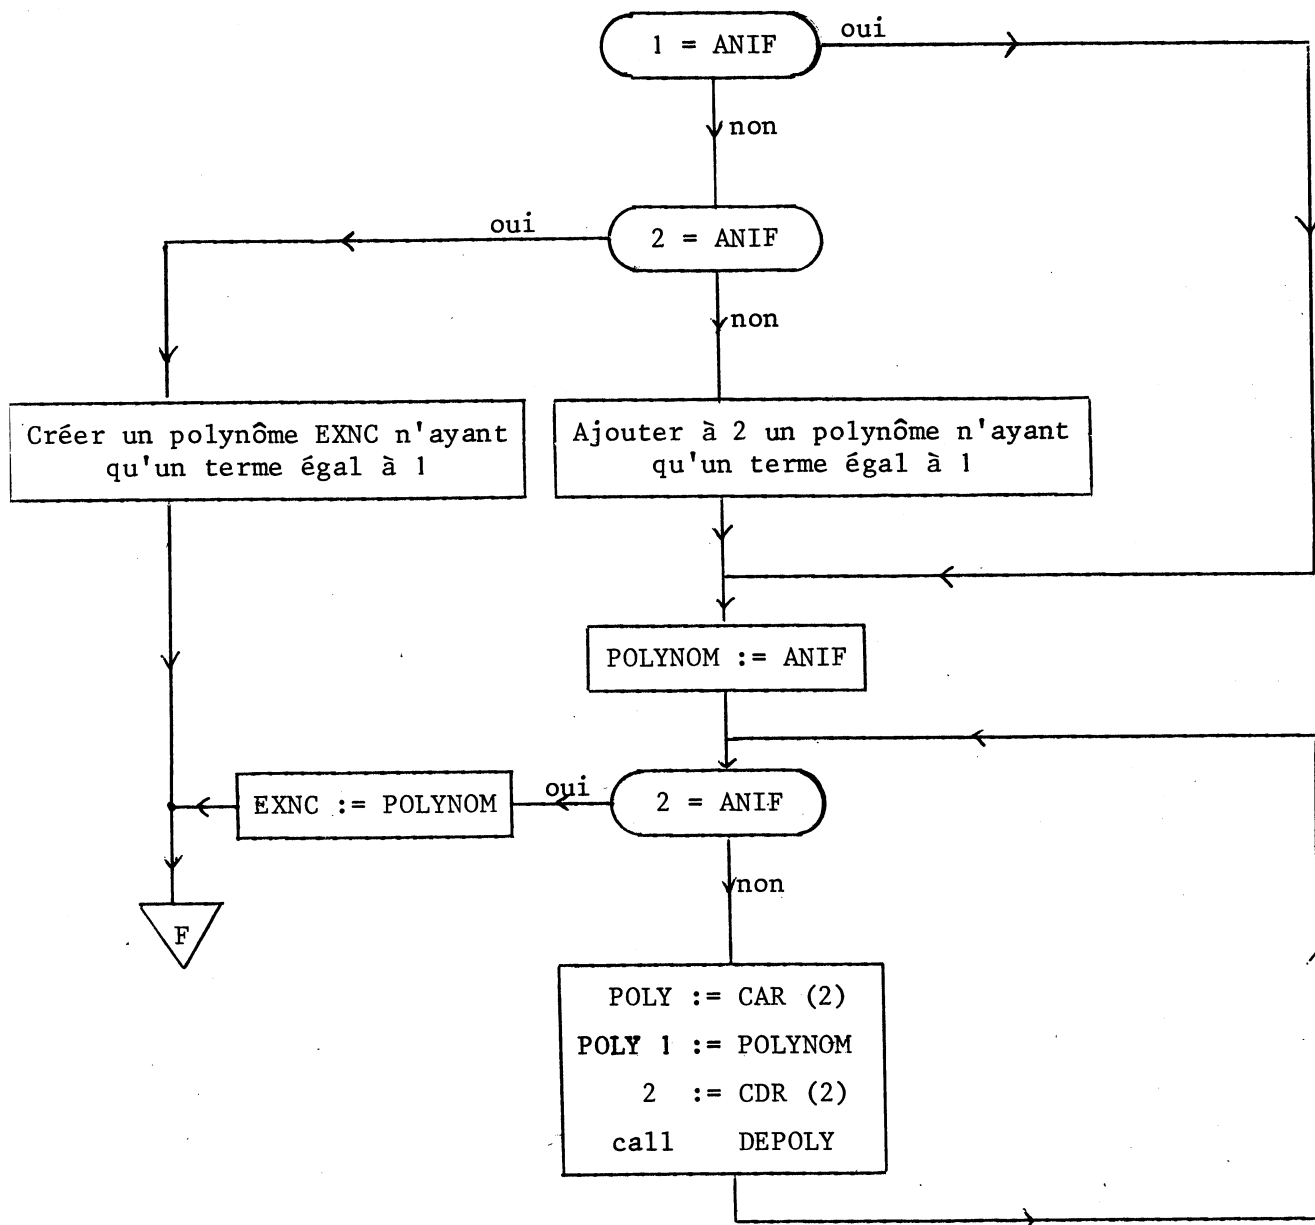 1 = ANIF
oui
non
oui
2 = ANIF
non
Créer un polynôme EXNC n'ayant
qu'un terme égal à 1
Ajouter à 2 un polynôme n'ayant
qu'un terme égal à 1
POLYNOM := ANIF
EXNC := POLYNOM
oui
2 = ANIF
non
F
POLY := CAR (2)
POLY 1 := POLYNOM
2 := CDR (2)
call DEPOLY